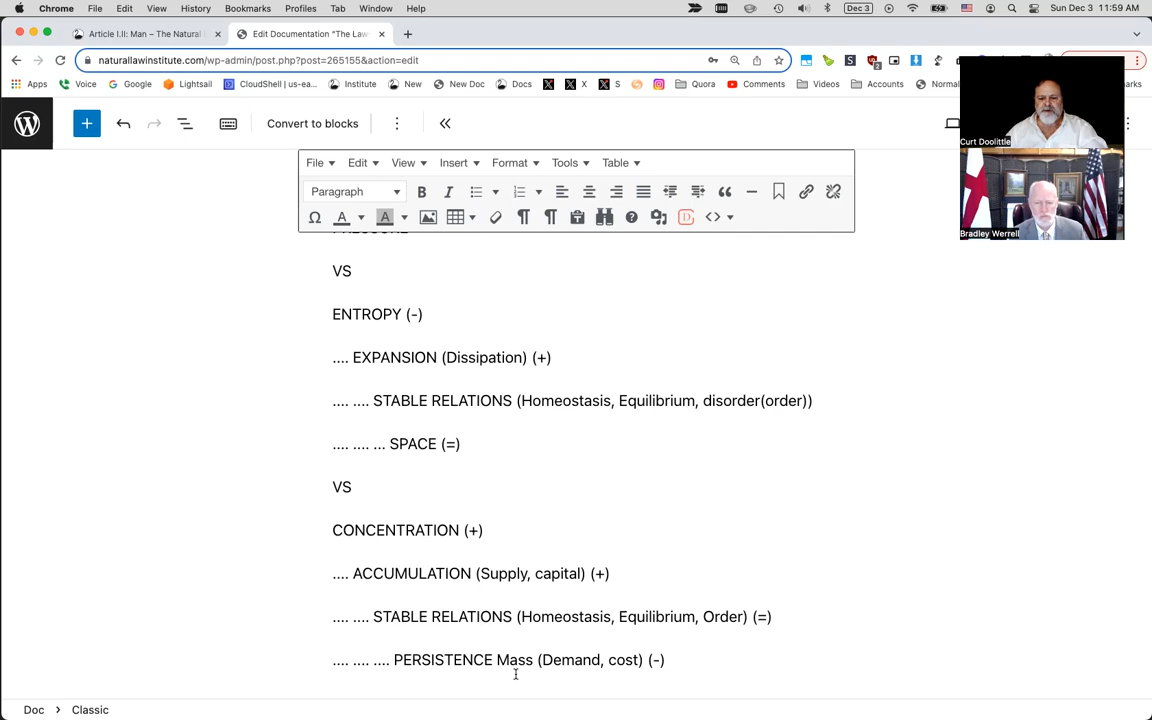 Chrome File Edit View History Bookmarks Profiles Tab Window Help Dec 3 Sun Dec 3 11:59 AM
Article I.II: Man – The Natural Edit Documentation “The Law
naturallawinstitute.com/wp-admin/post.php?post=265155&action=edit
Apps Voice Google Lightsail CloudShell | us-ea... Institute New New Doc Docs X S Quora YouTube Comments Videos Accounts Normal
Convert to blocks
Curt Doolittle
Bradley Werrell
File Edit View Insert Format Tools Table
Paragraph B I
VS
ENTROPY (-)
.... EXPANSION (Dissipation) (+)
.... .... STABLE RELATIONS (Homeostasis, Equilibrium, disorder(order))
.... .... ... SPACE (=)
VS
CONCENTRATION (+)
.... ACCUMULATION (Supply, capital) (+)
.... .... STABLE RELATIONS (Homeostasis, Equilibrium, Order) (=)
.... .... .... PERSISTENCE Mass (Demand, cost) (-)
Doc > Classic